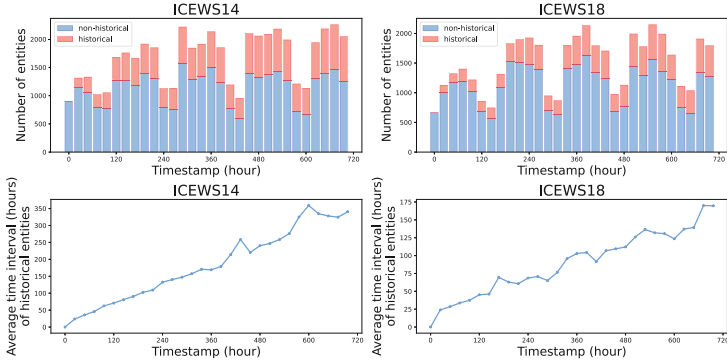 ICEWS14
Number of entities
non-historical
historical
2000
1500
1000
500
0
0 120 240 360 480 600 720
Timestamp (hour)
ICEWS18
Number of entities
non-historical
historical
2000
1500
1000
500
0
0 120 240 360 480 600 720
Timestamp (hour)
ICEWS14
Average time interval (hours)
of historical entities
350
300
250
200
150
100
50
0
0 120 240 360 480 600 720
Timestamp (hour)
ICEWS18
Average time interval (hours)
of historical entities
175
150
125
100
75
50
25
0
0 120 240 360 480 600 720
Timestamp (hour)